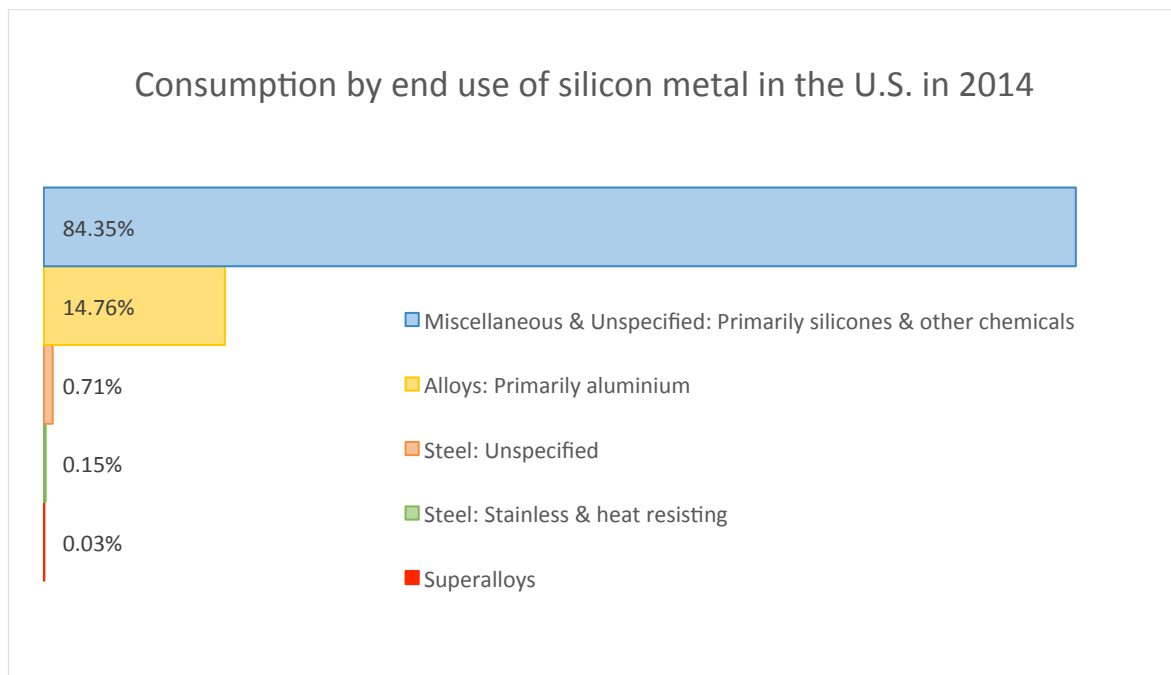 Consumption by end use of silicon metal in the U.S. in 2014
84.35%
14.76%
0.71%
0.15%
0.03%
Miscellaneous & Unspecified: Primarily silicones & other chemicals
Alloys: Primarily aluminium
Steel: Unspecified
Steel: Stainless & heat resisting
Superalloys